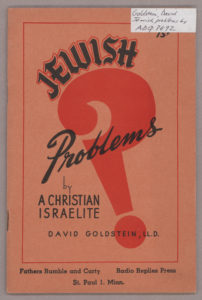 Goldstein, David
Jewish problems by
15¢
JEWISH
Problems
by
A CHRISTIAN
ISRAELITE
DAVID GOLDSTEIN, LL.D.
Fathers Rumble and Carty Radio Replies Press
St. Paul 1, Minn.